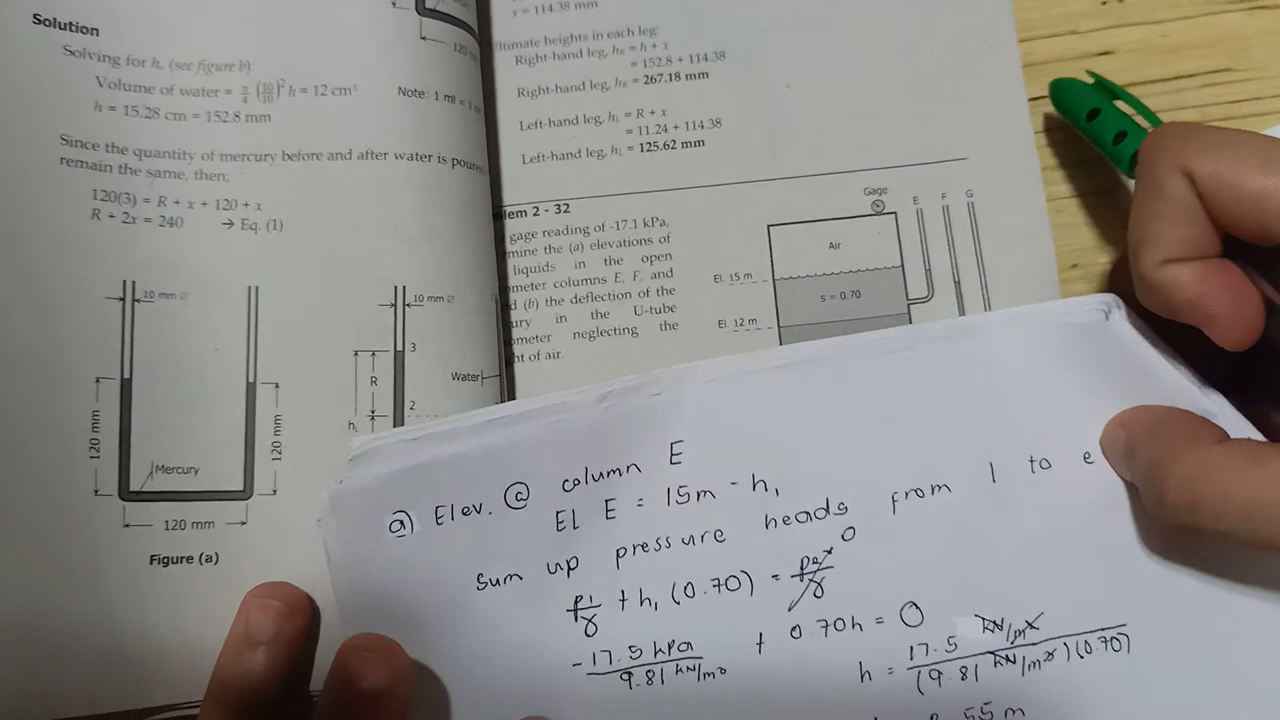 Solution
Solving for h, (see figure b):
Volume of water = π/4 (10/10)² h = 12 cm³
Note: 1 ml = 1
h = 15.28 cm = 152.8 mm
Since the quantity of mercury before and after water is poured
remain the same, then;
120(3) = R + x + 120 + x
R + 2x = 240 → Eq. (1)
10 mm ∅
120 mm
120 mm
Mercury
120 mm
Figure (a)
10 mm ∅
3
R
2
Water
120
x = 114.38 mm
ltimate heights in each leg:
Right-hand leg, hR = h + x
= 152.8 + 114.38
Right-hand leg, hR = 267.18 mm
Left-hand leg, hL = R + x
= 11.24 + 114.38
Left-hand leg, hL = 125.62 mm
lem 2 - 32
gage reading of -17.1 kPa,
mine the (a) elevations of
liquids in the open
ometer columns E, F, and
d (b) the deflection of the
ury in the U-tube
ometer neglecting the
ht of air.
Gage
E F G
Air
El. 15 m
s = 0.70
El. 12 m
a) Elev. @ column E
El E = 15m - h,
Sum up pressure heads from 1 to e
p1/γ + h, (0.70) = pe/γ 0
-17.5 kPa / 9.81 kN/m³ + 0.70h = 0
h = 17.5 kN/m² / (9.81 kN/m³)(0.70)
55 m